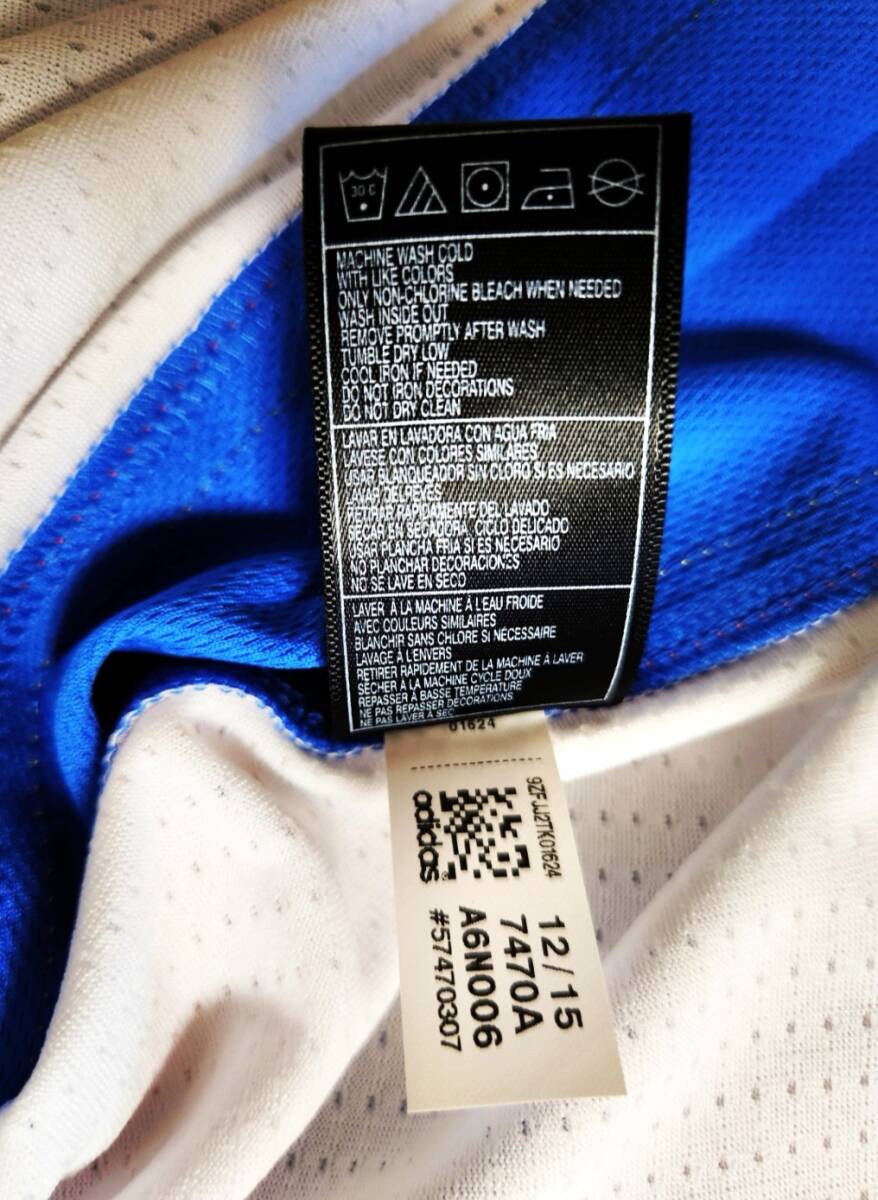 30 C
MACHINE WASH COLD
WITH LIKE COLORS
ONLY NON-CHLORINE BLEACH WHEN NEEDED
WASH INSIDE OUT
REMOVE PROMPTLY AFTER WASH
TUMBLE DRY LOW
COOL IRON IF NEEDED
DO NOT IRON DECORATIONS
DO NOT DRY CLEAN
LAVAR EN LAVADORA CON AGUA FRIA
LAVESE CON COLORES SIMILARES
USAR BLANQUEADOR SIN CLORO SI ES NECESARIO
LAVAR DEL REVES
RETIRAR RAPIDAMENTE DEL LAVADO
SECAR EN SECADORA CICLO DELICADO
USAR PLANCHA FRIA SI ES NECESARIO
NO PLANCHAR DECORACIONES
NO SE LAVE EN SECO
LAVER À LA MACHINE À L'EAU FROIDE
AVEC COULEURS SIMILAIRES
BLANCHIR SANS CHLORE SI NÉCESSAIRE
LAVAGE À L'ENVERS
RETIRER RAPIDEMENT DE LA MACHINE À LAVER
SÉCHER À LA MACHINE CYCLE DOUX
REPASSER À BASSE TEMPERATURE
NE PAS REPASSER DÉCORATIONS
NE PAS LAVER À SEC
01624
9ZFJJ2TK01624
adidas®
12/15
7470A
A6N006
#57470307